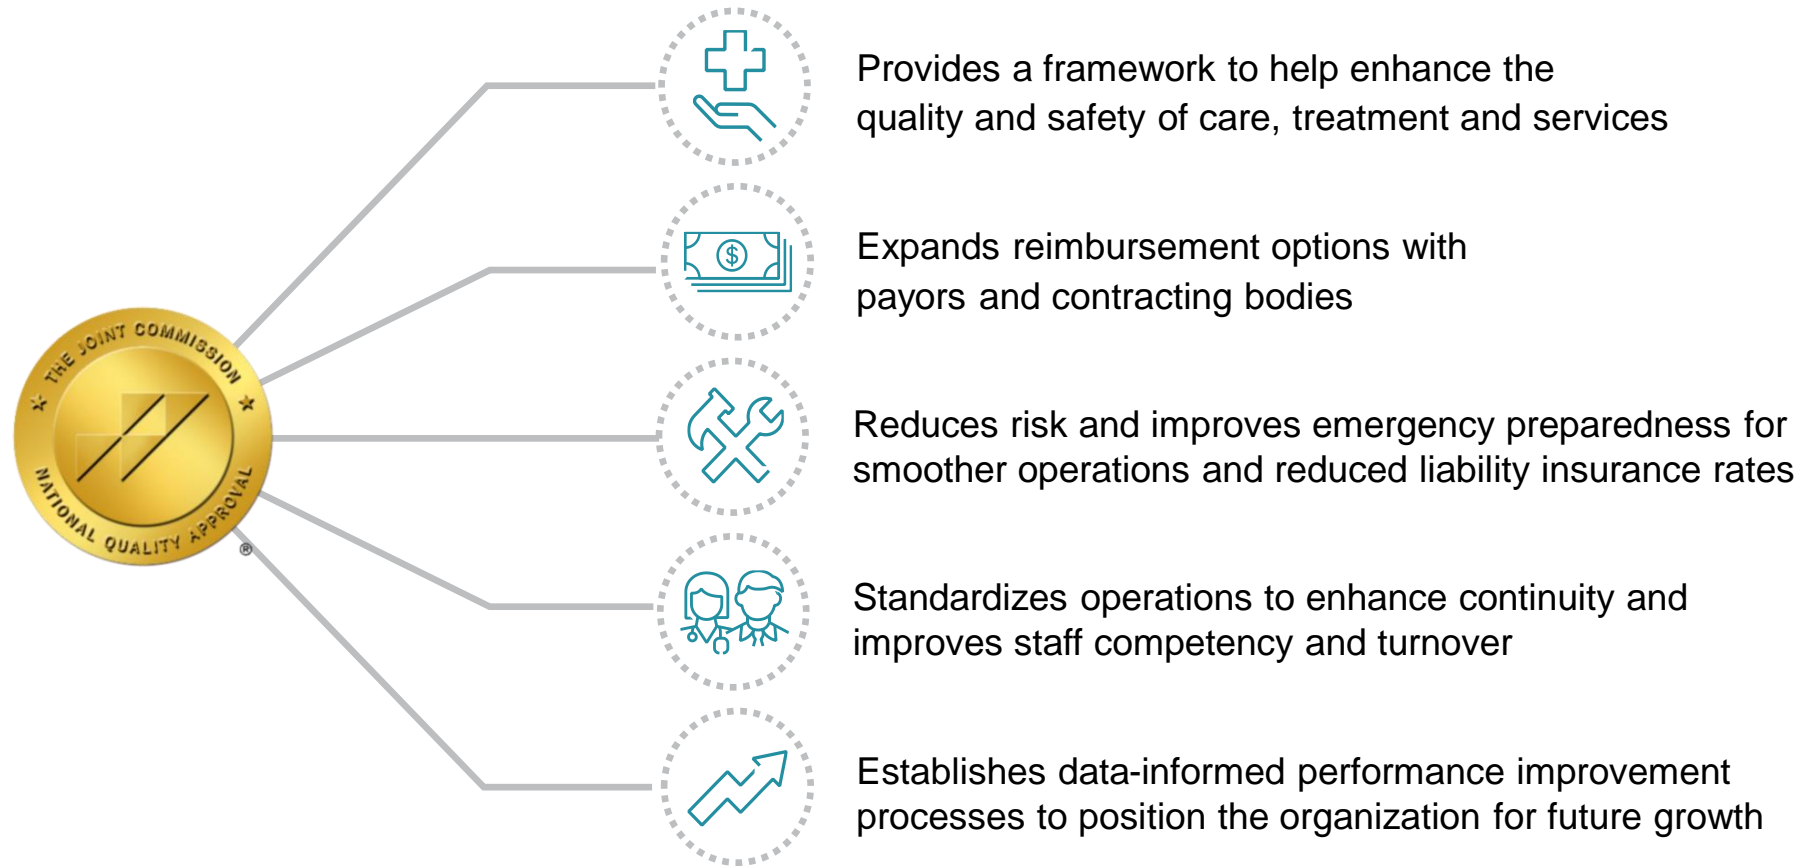 THE JOINT COMMISSION
NATIONAL QUALITY APPROVAL
®
Provides a framework to help enhance the
quality and safety of care, treatment and services
$
Expands reimbursement options with
payors and contracting bodies
Reduces risk and improves emergency preparedness for
smoother operations and reduced liability insurance rates
Standardizes operations to enhance continuity and
improves staff competency and turnover
Establishes data-informed performance improvement
processes to position the organization for future growth